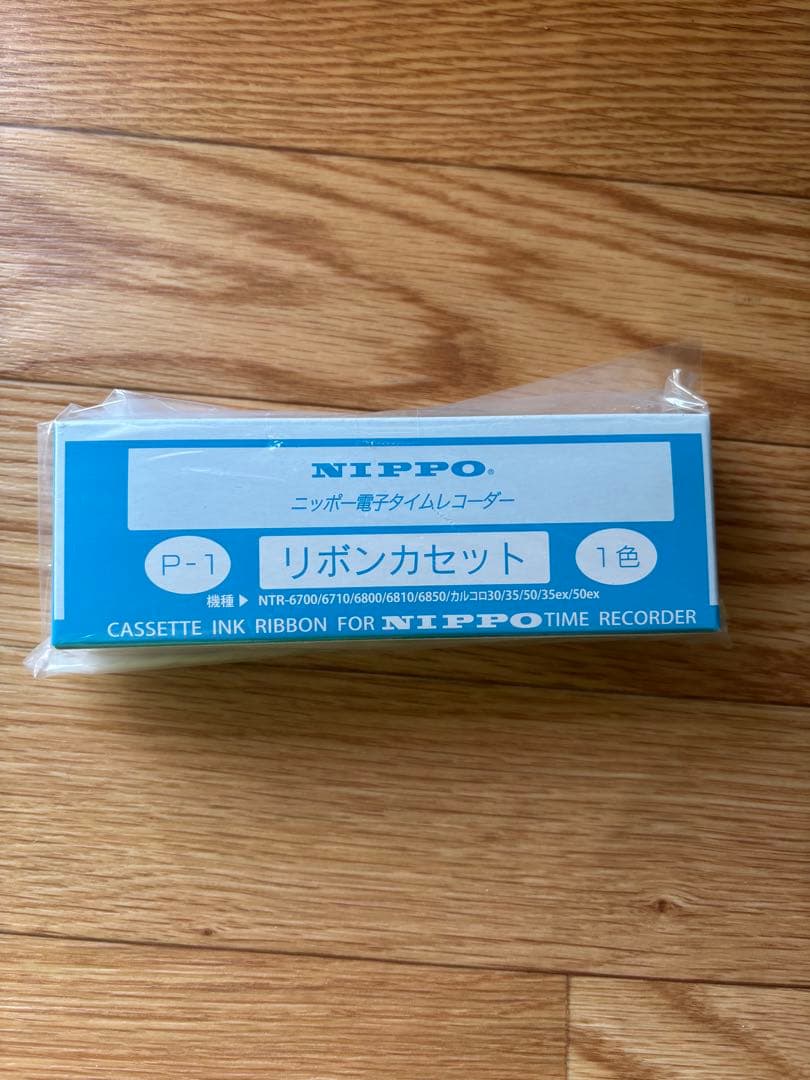 NIPPO®
ニッポー電子タイムレコーダー
P-1 リボンカセット 1色
機種 ▶ NTR-6700/6710/6800/6810/6850/カルコロ30/35/50/35ex/50ex
CASSETTE INK RIBBON FOR NIPPO TIME RECORDER